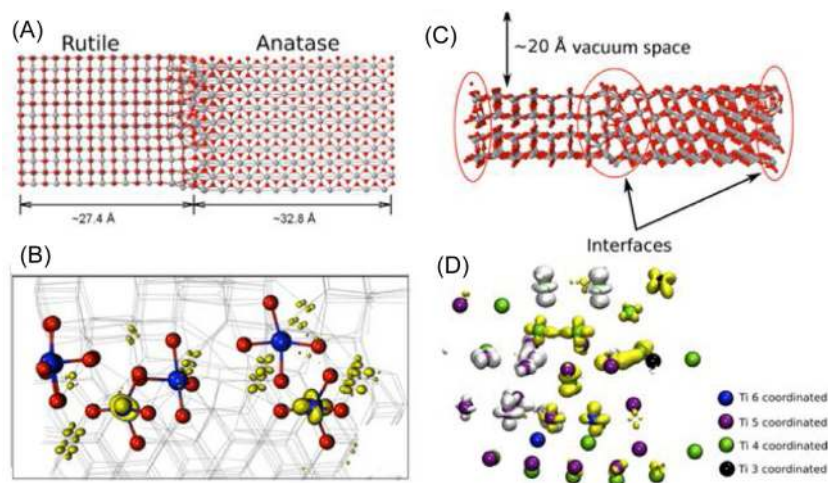 (A)
Rutile
Anatase
~27.4 Å
~32.8 Å
(C)
~20 Å vacuum space
Interfaces
(B)
(D)
Ti 6 coordinated
Ti 5 coordinated
Ti 4 coordinated
Ti 3 coordinated